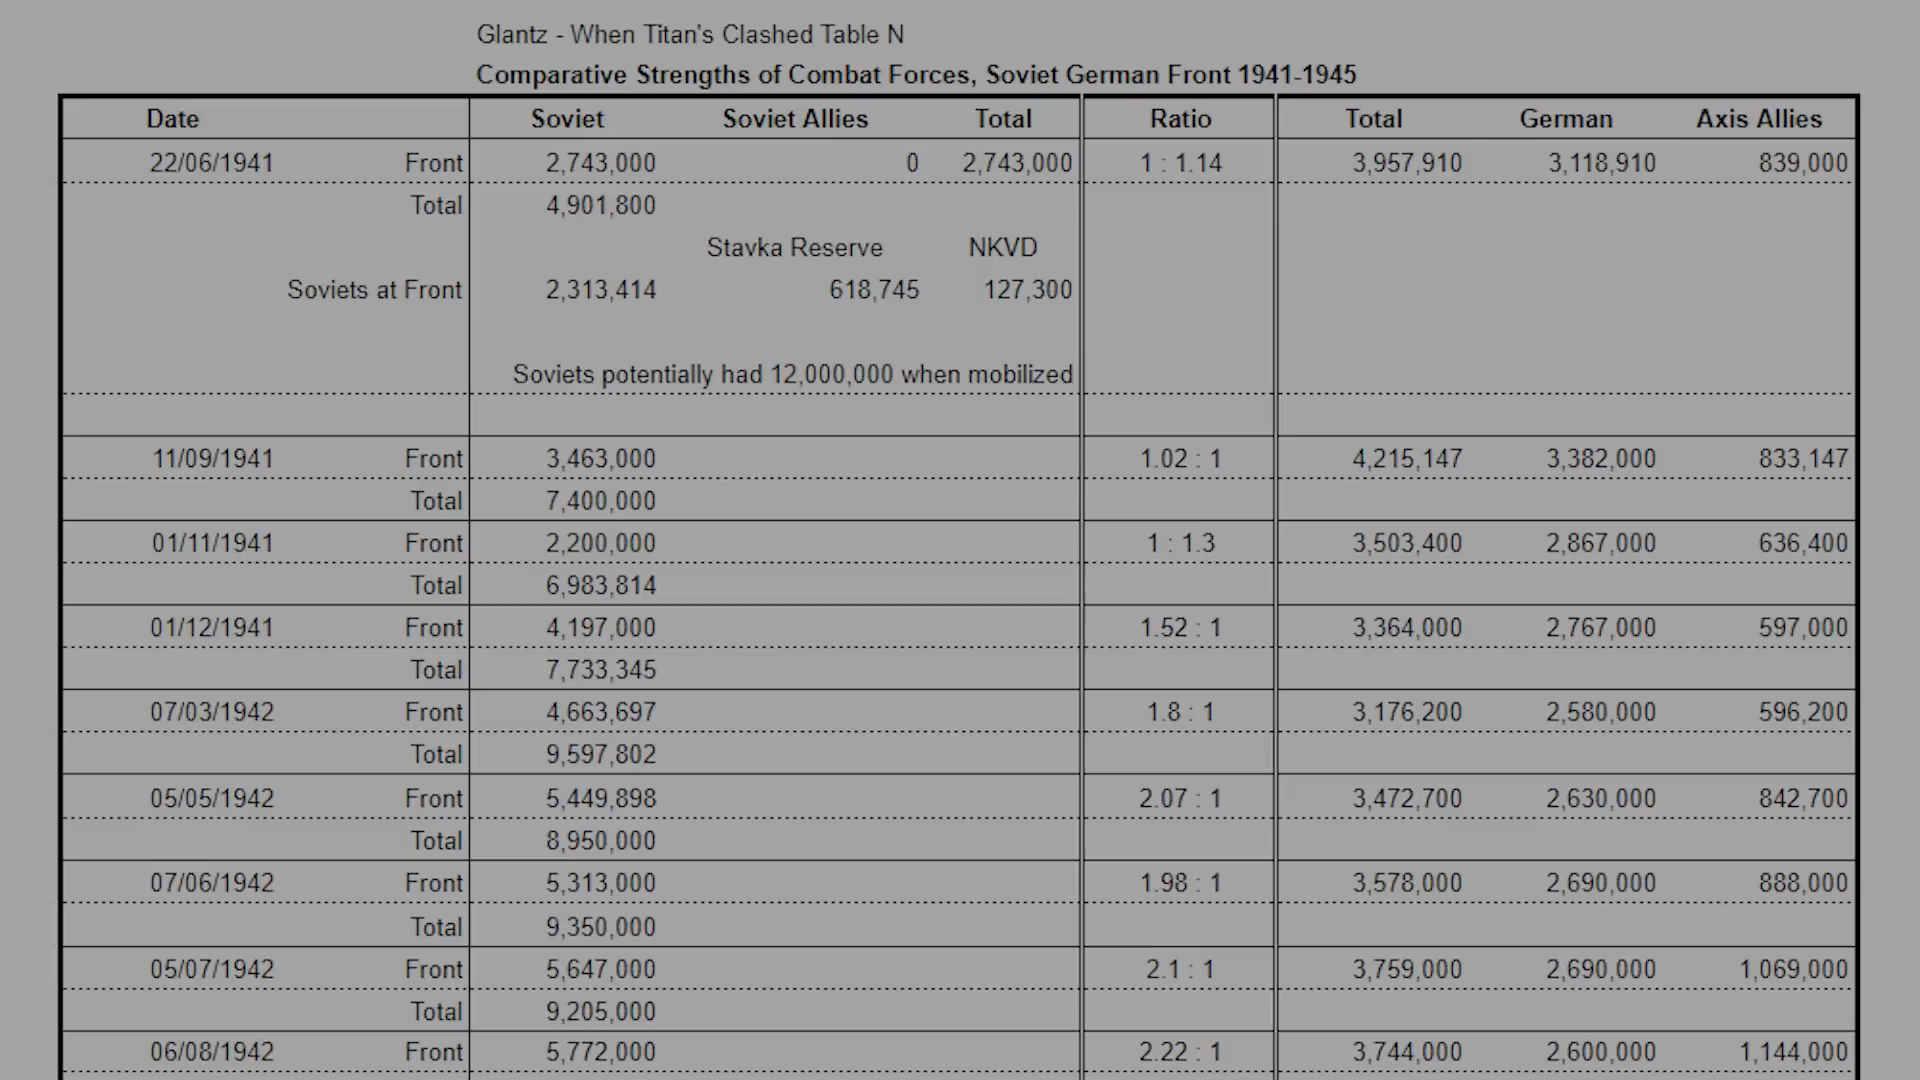 Glantz - When Titan's Clashed Table N
Comparative Strengths of Combat Forces, Soviet German Front 1941-1945
Date Soviet Soviet Allies Total Ratio Total German Axis Allies
22/06/1941 Front 2,743,000 0 2,743,000 1 : 1.14 3,957,910 3,118,910 839,000
Total 4,901,800
Stavka Reserve NKVD
Soviets at Front 2,313,414 618,745 127,300
Soviets potentially had 12,000,000 when mobilized
11/09/1941 Front 3,463,000 1.02 : 1 4,215,147 3,382,000 833,147
Total 7,400,000
01/11/1941 Front 2,200,000 1 : 1.3 3,503,400 2,867,000 636,400
Total 6,983,814
01/12/1941 Front 4,197,000 1.52 : 1 3,364,000 2,767,000 597,000
Total 7,733,345
07/03/1942 Front 4,663,697 1.8 : 1 3,176,200 2,580,000 596,200
Total 9,597,802
05/05/1942 Front 5,449,898 2.07 : 1 3,472,700 2,630,000 842,700
Total 8,950,000
07/06/1942 Front 5,313,000 1.98 : 1 3,578,000 2,690,000 888,000
Total 9,350,000
05/07/1942 Front 5,647,000 2.1 : 1 3,759,000 2,690,000 1,069,000
Total 9,205,000
06/08/1942 Front 5,772,000 2.22 : 1 3,744,000 2,600,000 1,144,000